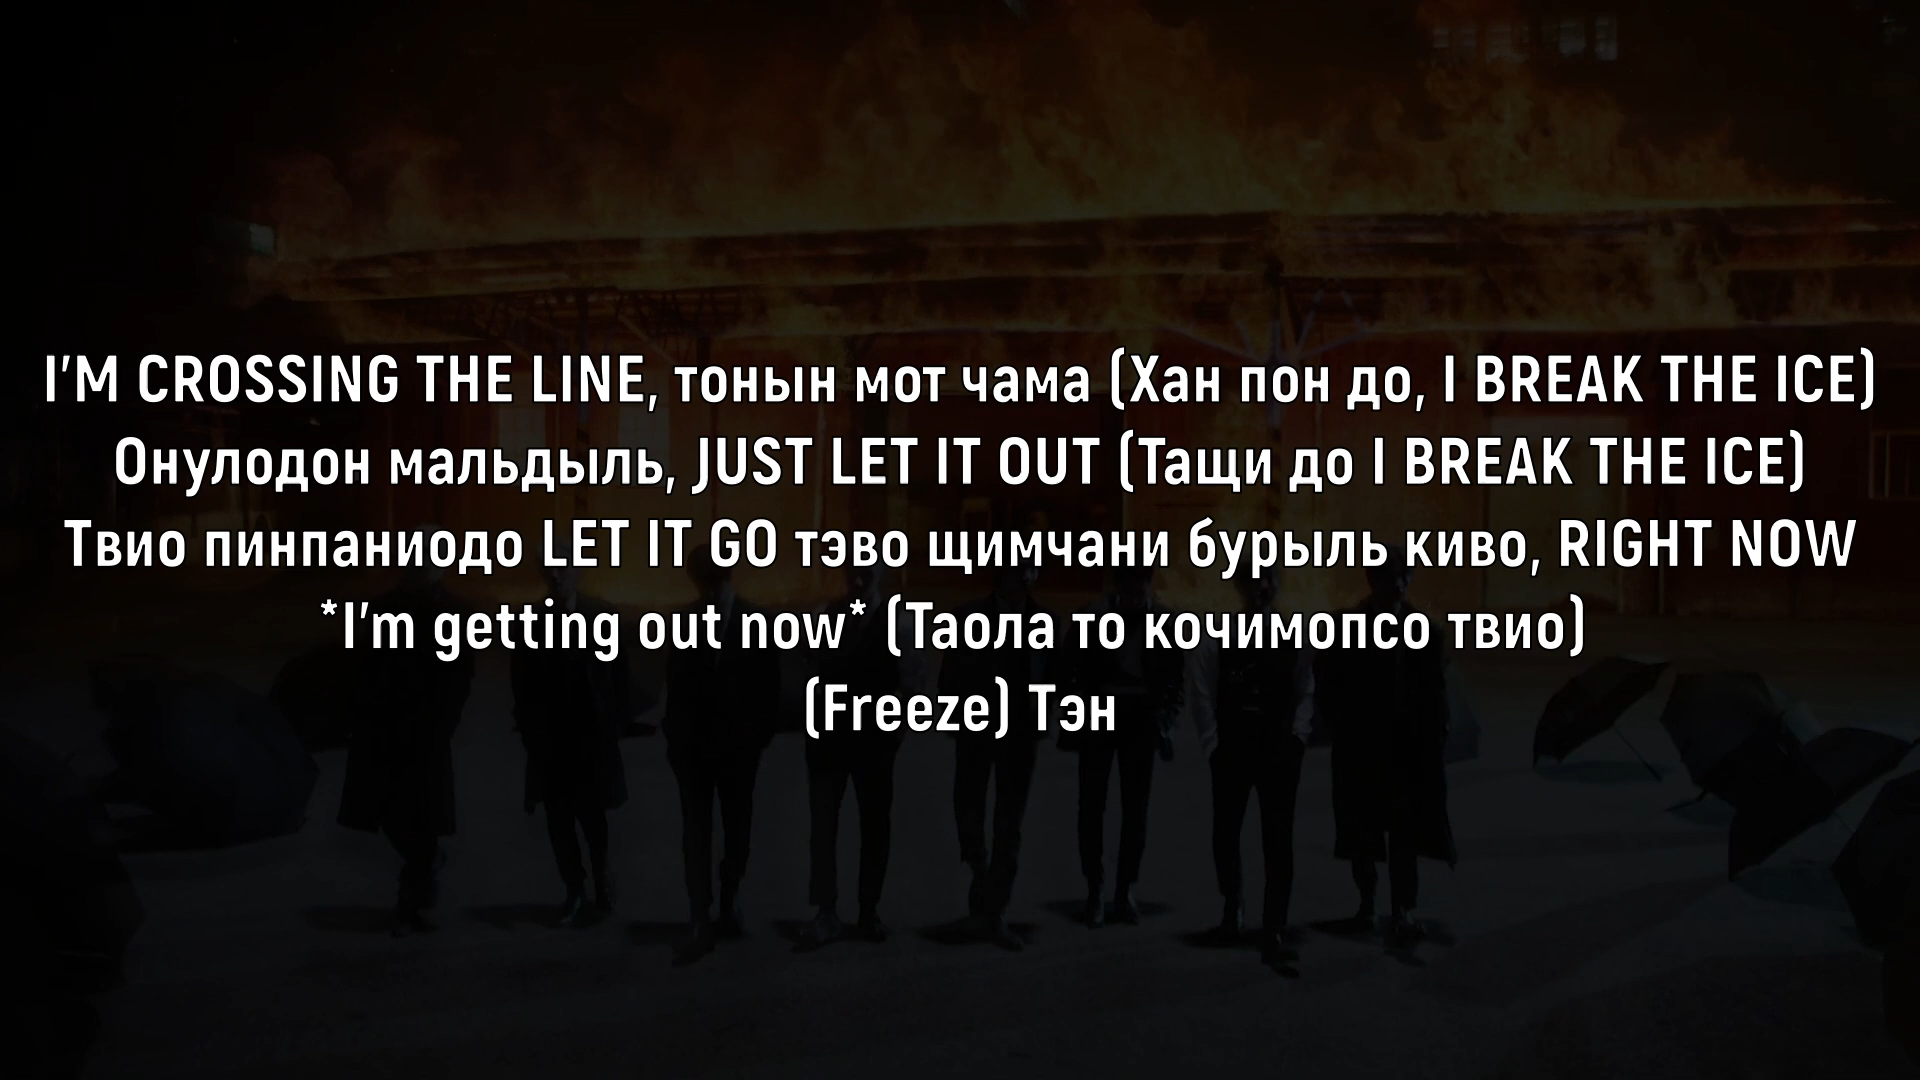 I'M CROSSING THE LINE, тонын мот чама (Хан пон до, I BREAK THE ICE)
Онулодон мальдыль, JUST LET IT OUT (Тащи до I BREAK THE ICE)
Твио пинпаниодо LET IT GO тэво щимчани бурыль киво, RIGHT NOW
*I'm getting out now* (Таола то кочимопсо твио)
(Freeze) Тэн